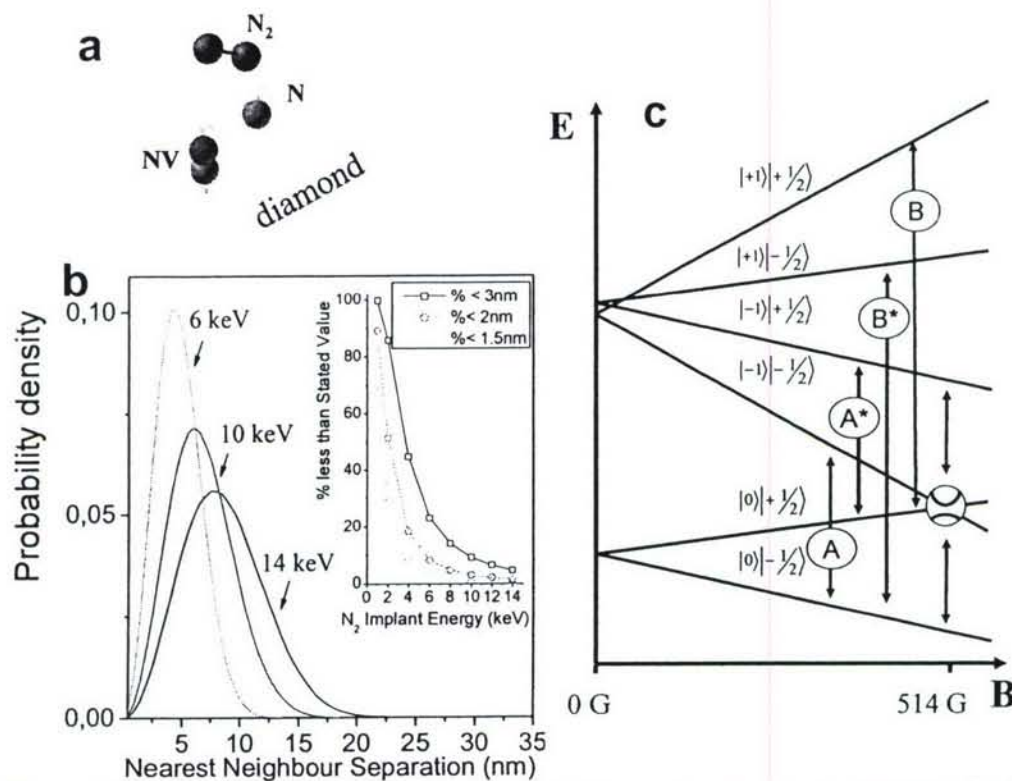 a
N₂
N
NV
diamond
b
0,10
0,05
0,00
Probability density
6 keV
10 keV
14 keV
5
10
15
20
25
30
35
Nearest Neighbour Separation (nm)
100
80
60
40
20
0
% less than Stated Value
% < 3nm
% < 2nm
% < 1.5nm
0 2 4 6 8 10 12 14
N₂ Implant Energy (keV)
c
E
|+1⟩|+½⟩
|+1⟩|-½⟩
|-1⟩|+½⟩
|-1⟩|-½⟩
|0⟩|+½⟩
|0⟩|-½⟩
B
B*
A*
A
0 G
514 G
B